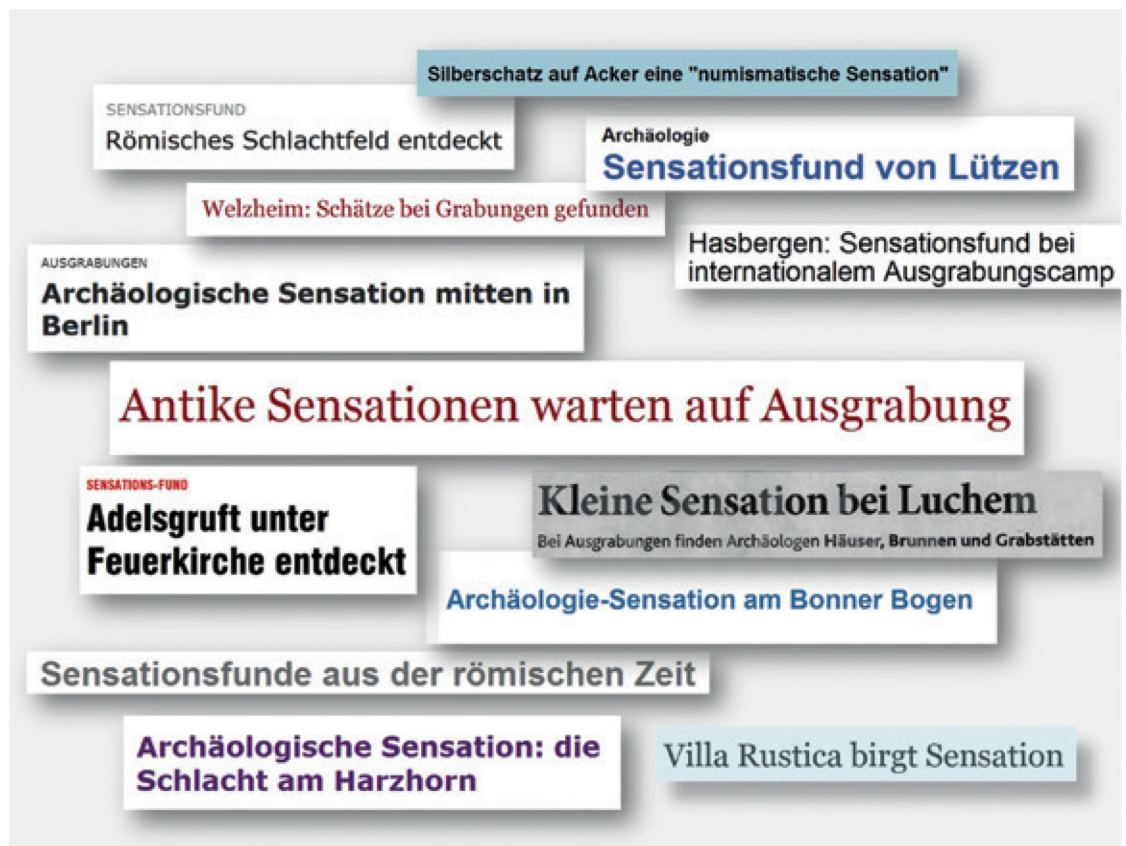 Silberschatz auf Acker eine "numismatische Sensation"
SENSATIONSFUND
Römisches Schlachtfeld entdeckt
Archäologie
Sensationsfund von Lützen
Welzheim: Schätze bei Grabungen gefunden
Hasbergen: Sensationsfund bei
internationalem Ausgrabungscamp
AUSGRABUNGEN
Archäologische Sensation mitten in
Berlin
Antike Sensationen warten auf Ausgrabung
SENSATIONS-FUND
Adelsgruft unter
Feuerkirche entdeckt
Kleine Sensation bei Luchem
Bei Ausgrabungen finden Archäologen Häuser, Brunnen und Grabstätten
Archäologie-Sensation am Bonner Bogen
Sensationsfunde aus der römischen Zeit
Archäologische Sensation: die
Schlacht am Harzhorn
Villa Rustica birgt Sensation